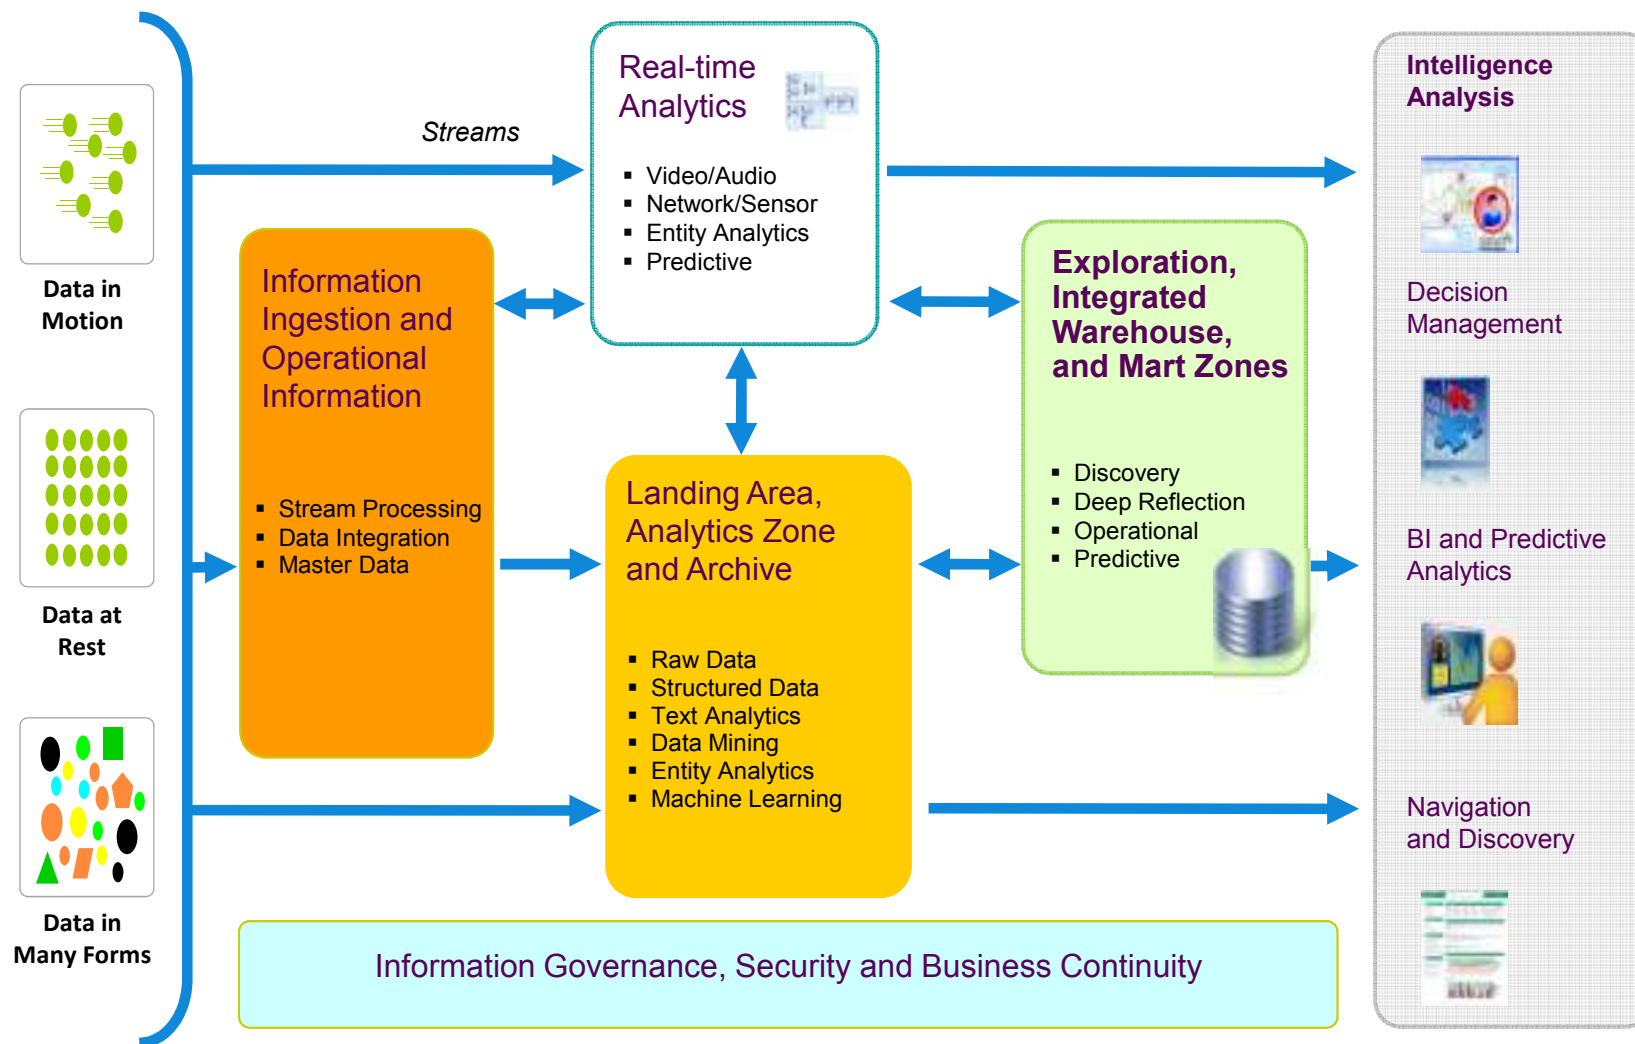 Data in
Motion
Data at
Rest
Data in
Many Forms
Streams
Information
Ingestion and
Operational
Information
▪ Stream Processing
▪ Data Integration
▪ Master Data
Real-time
Analytics
▪ Video/Audio
▪ Network/Sensor
▪ Entity Analytics
▪ Predictive
Landing Area,
Analytics Zone
and Archive
▪ Raw Data
▪ Structured Data
▪ Text Analytics
▪ Data Mining
▪ Entity Analytics
▪ Machine Learning
Exploration,
Integrated
Warehouse,
and Mart Zones
▪ Discovery
▪ Deep Reflection
▪ Operational
▪ Predictive
Intelligence
Analysis
Decision
Management
BI and Predictive
Analytics
Navigation
and Discovery
Information Governance, Security and Business Continuity